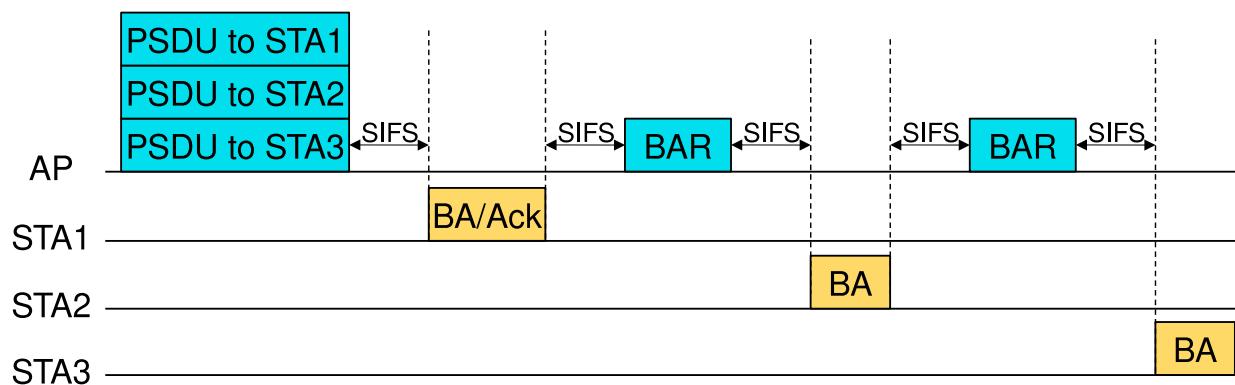 PSDU to STA1
PSDU to STA2
PSDU to STA3
SIFS
SIFS
BAR
SIFS
SIFS
BAR
SIFS
AP
BA/Ack
STA1
BA
STA2
BA
STA3